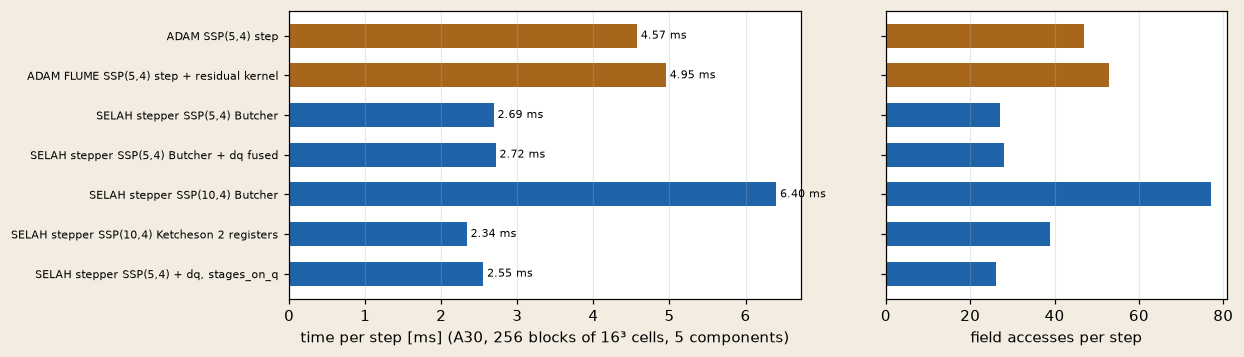 ADAM SSP(5,4) step
4.57 ms
ADAM FLUME SSP(5,4) step + residual kernel
4.95 ms
SELAH stepper SSP(5,4) Butcher
2.69 ms
SELAH stepper SSP(5,4) Butcher + dq fused
2.72 ms
SELAH stepper SSP(10,4) Butcher
6.40 ms
SELAH stepper SSP(10,4) Ketcheson 2 registers
2.34 ms
SELAH stepper SSP(5,4) + dq, stages_on_q
2.55 ms
0 1 2 3 4 5 6
time per step [ms] (A30, 256 blocks of 16³ cells, 5 components)
0 20 40 60 80
field accesses per step